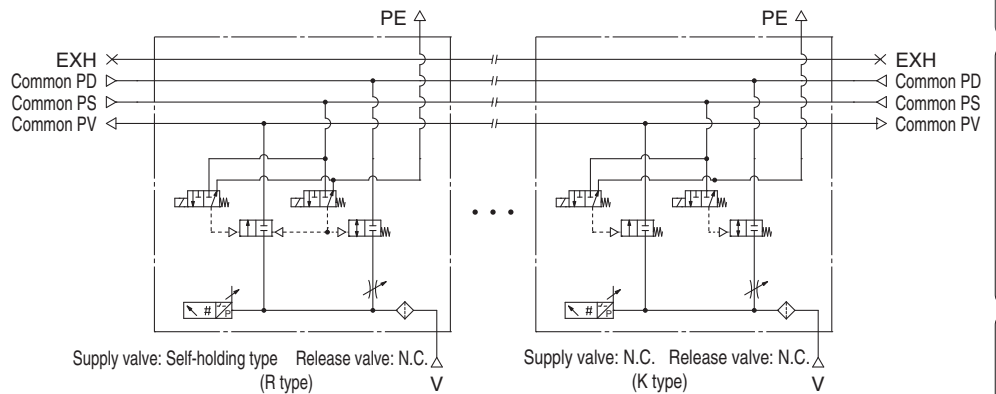 PE PE
EXH EXH
Common PD Common PD
Common PS Common PS
Common PV Common PV
# P # P
Supply valve: Self-holding type Release valve: N.C. Supply valve: N.C. Release valve: N.C.
(R type) V (K type) V